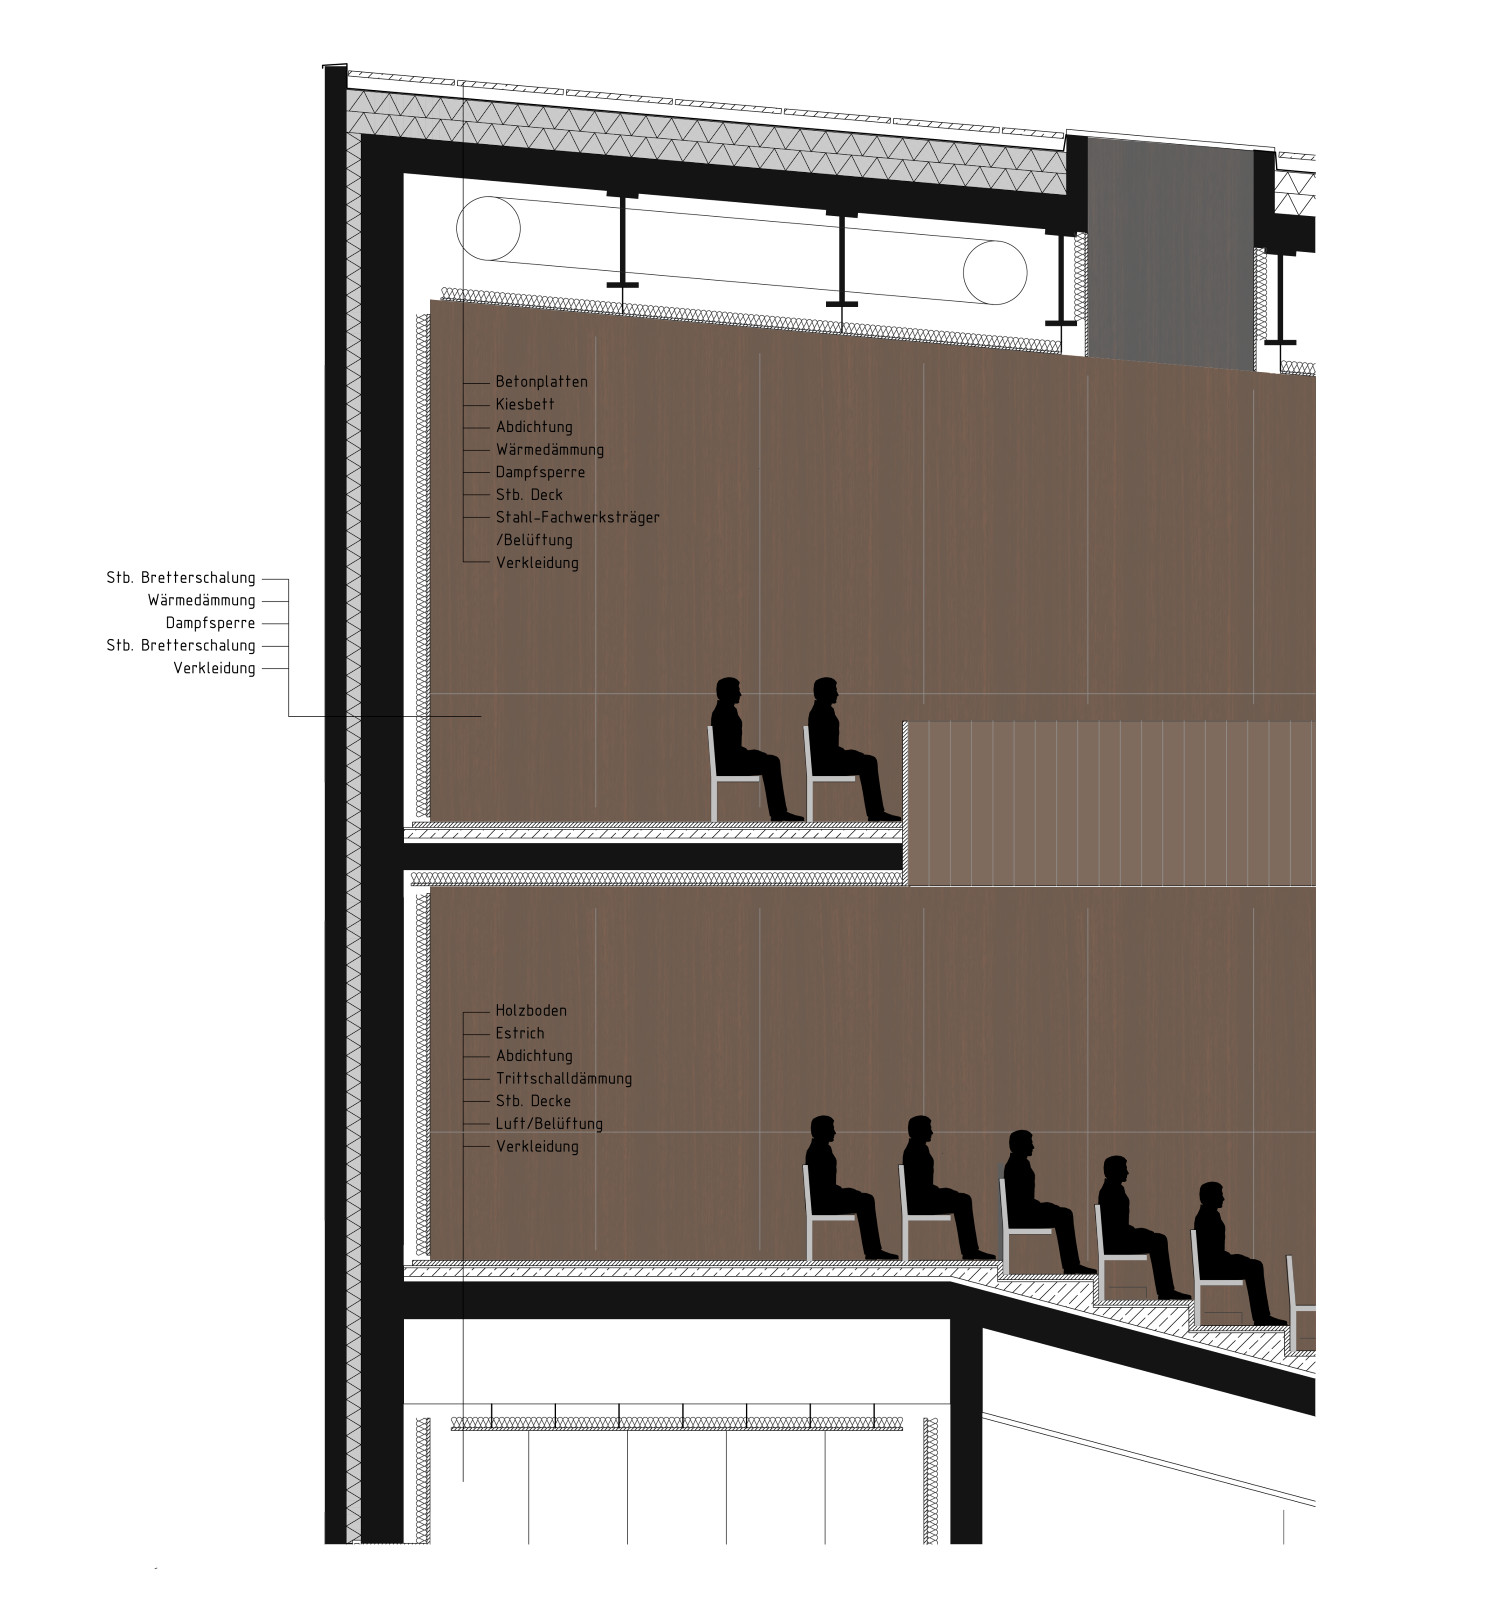 Betonplatten
Kiesbett
Abdichtung
Wärmedämmung
Dampfsperre
Stb. Deck
Stahl-Fachwerksträger
/Belüftung
Verkleidung
Stb. Bretterschalung
Wärmedämmung
Dampfsperre
Stb. Bretterschalung
Verkleidung
Holzboden
Estrich
Abdichtung
Trittschalldämmung
Stb. Decke
Luft/Belüftung
Verkleidung